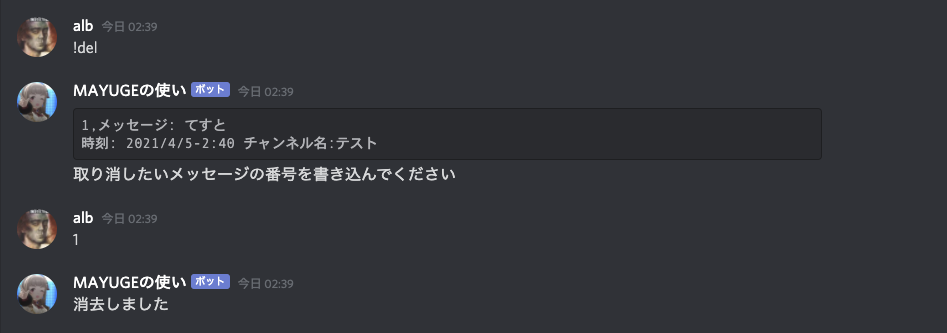 alb 今日 02:39
!del
MAYUGEの使い ボット 今日 02:39
1,メッセージ: てすと
時刻: 2021/4/5-2:40 チャンネル名:テスト
取り消したいメッセージの番号を書き込んでください
alb 今日 02:39
1
MAYUGEの使い ボット 今日 02:39
消去しました